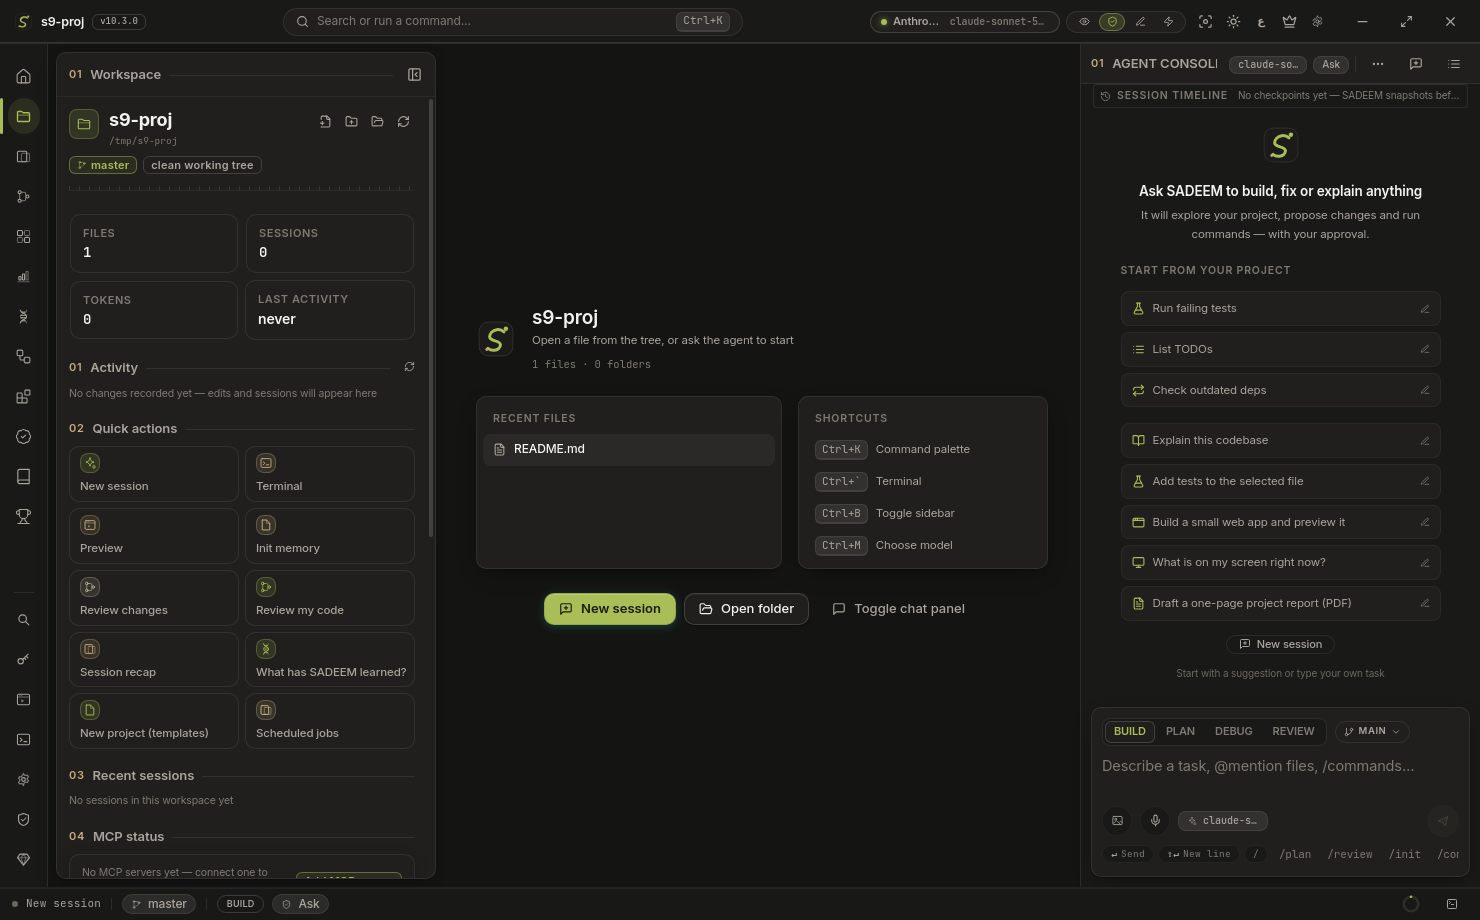 s9-proj v10.3.0
Search or run a command... Ctrl+K
Anthro... claude-sonnet-5...
ع
01 Workspace
s9-proj
/tmp/s9-proj
master clean working tree
FILES
1
SESSIONS
0
TOKENS
0
LAST ACTIVITY
never
01 Activity
No changes recorded yet — edits and sessions will appear here
02 Quick actions
New session
Terminal
Preview
Init memory
Review changes
Review my code
Session recap
What has SADEEM learned?
New project (templates)
Scheduled jobs
03 Recent sessions
No sessions in this workspace yet
04 MCP status
No MCP servers yet — connect one to
s9-proj
Open a file from the tree, or ask the agent to start
1 files · 0 folders
RECENT FILES
README.md
SHORTCUTS
Ctrl+K Command palette
Ctrl+` Terminal
Ctrl+B Toggle sidebar
Ctrl+M Choose model
New session Open folder Toggle chat panel
01 AGENT CONSOL claude-so... Ask
SESSION TIMELINE No checkpoints yet — SADEEM snapshots bef...
Ask SADEEM to build, fix or explain anything
It will explore your project, propose changes and run
commands — with your approval.
START FROM YOUR PROJECT
Run failing tests
List TODOs
Check outdated deps
Explain this codebase
Add tests to the selected file
Build a small web app and preview it
What is on my screen right now?
Draft a one-page project report (PDF)
New session
Start with a suggestion or type your own task
BUILD PLAN DEBUG REVIEW MAIN
Describe a task, @mention files, /commands...
claude-s...
↵ Send ⇧↵ New line / /plan /review /init /con
New session master BUILD Ask